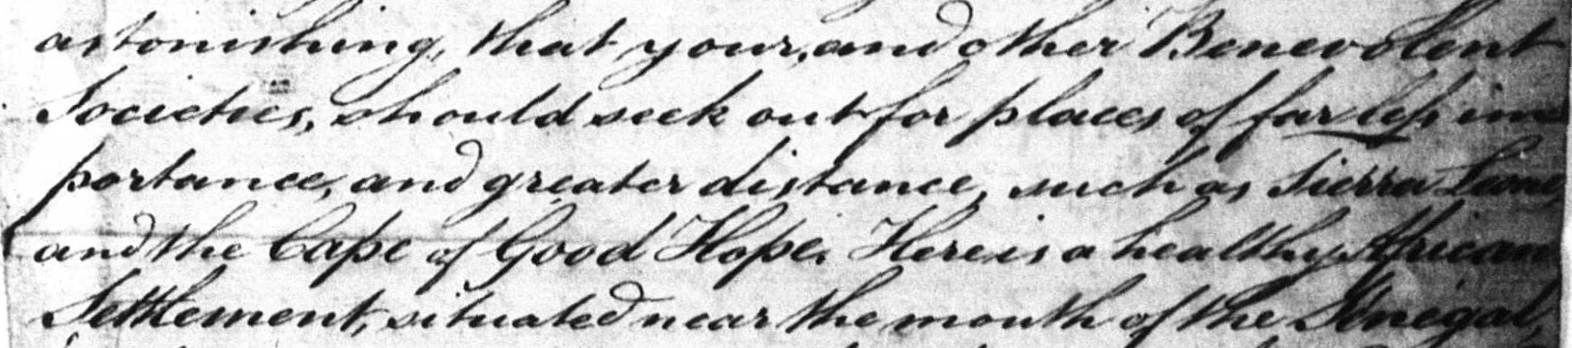 astonishing, that your, and other Benevolent
Societies, should seek out for places of far less im
portance, and greater distance, such as Sierra Leone,
and the Cape of Good Hope. Here is a healthy African
Settlement, situated near the mouth of the Senegal,